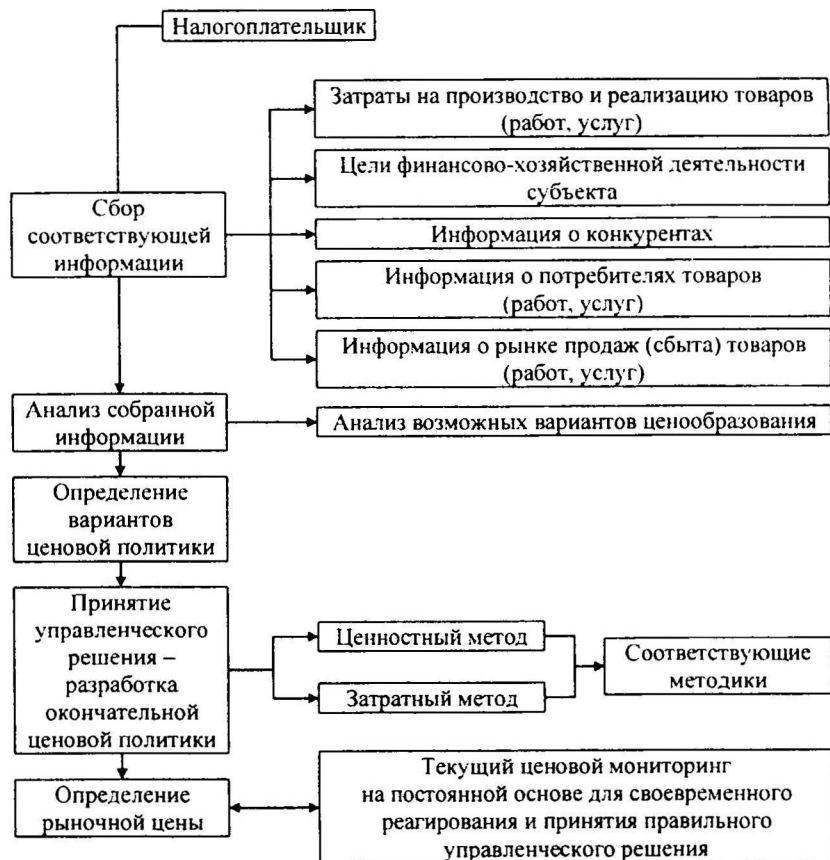 Налогоплательщик
Затраты на производство и реализацию товаров
(работ, услуг)
Цели финансово-хозяйственной деятельности
субъекта
Сбор
соответствующей
информации
Информация о конкурентах
Информация о потребителях товаров
(работ, услуг)
Информация о рынке продаж (сбыта) товаров
(работ, услуг)
Анализ собранной
информации
Анализ возможных вариантов ценообразования
Определение
вариантов
ценовой политики
Принятие
управленческого
решения –
разработка
окончательной
ценовой политики
Ценностный метод
Затратный метод
Соответствующие
методики
Определение
рыночной цены
Текущий ценовой мониторинг
на постоянной основе для своевременного
реагирования и принятия правильного
управленческого решения